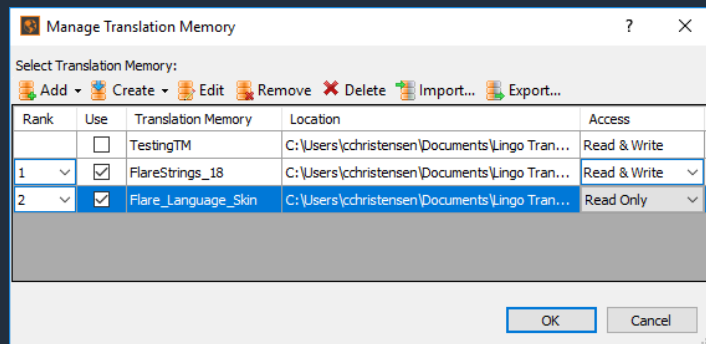 Manage Translation Memory ? ×
Select Translation Memory:
Add Create Edit Remove Delete Import... Export...
Rank Use Translation Memory Location Access
TestingTM C:\Users\cchristensen\Documents\Lingo Tran... Read & Write
1 FlareStrings_18 C:\Users\cchristensen\Documents\Lingo Tran... Read & Write
2 Flare_Language_Skin C:\Users\cchristensen\Documents\Lingo Tran... Read Only
OK Cancel